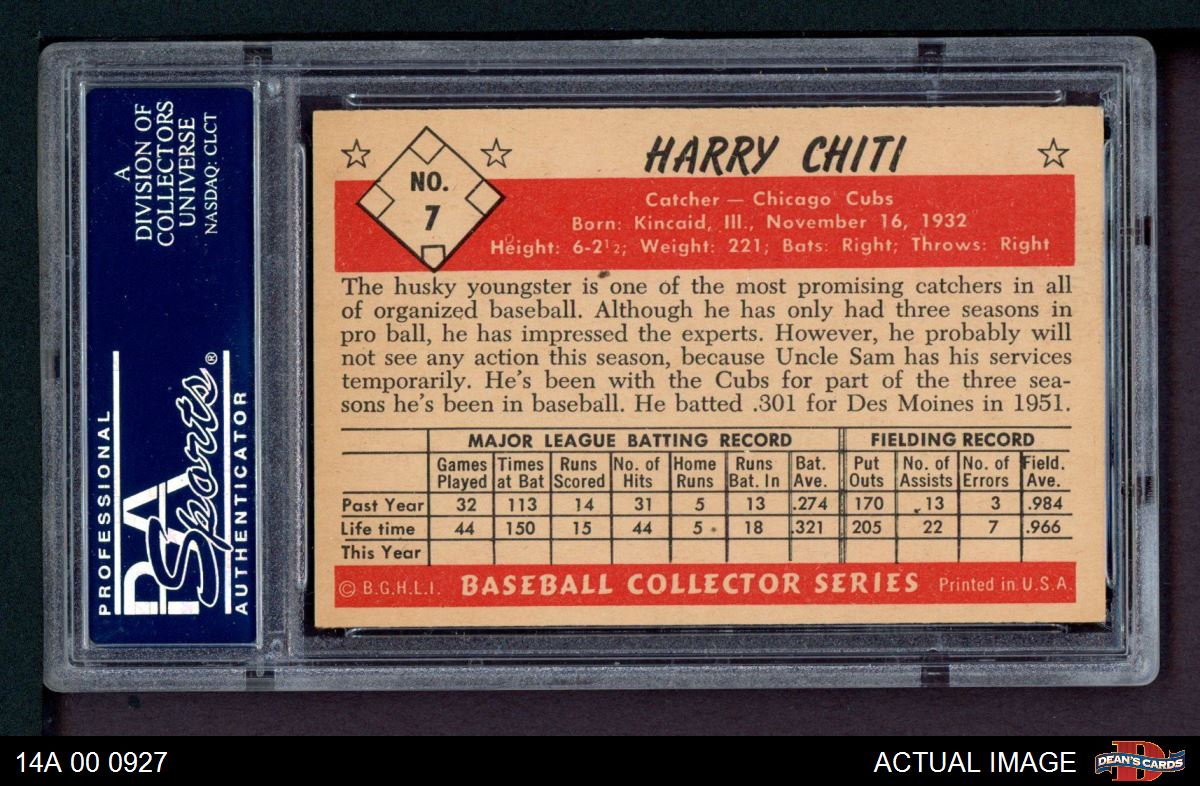 A
DIVISION OF
COLLECTORS
UNIVERSE
NASDAQ: CLCT
PROFESSIONAL
PSA
Sports®
AUTHENTICATOR
HARRY CHITI
NO.
7
Catcher — Chicago Cubs
Born: Kincaid, Ill., November 16, 1932
Height: 6-2½; Weight: 221; Bats: Right; Throws: Right
The husky youngster is one of the most promising catchers in all
of organized baseball. Although he has only had three seasons in
pro ball, he has impressed the experts. However, he probably will
not see any action this season, because Uncle Sam has his services
temporarily. He's been with the Cubs for part of the three sea-
sons he's been in baseball. He batted .301 for Des Moines in 1951.
MAJOR LEAGUE BATTING RECORD FIELDING RECORD
Games Times Runs No. of Home Runs Bat. Put No. of No. of Field.
Played at Bat Scored Hits Runs Bat. In Ave. Outs Assists Errors Ave.
Past Year 32 113 14 31 5 13 .274 170 13 3 .984
Life time 44 150 15 44 5 18 .321 205 22 7 .966
This Year
© B.G.H.L.I. BASEBALL COLLECTOR SERIES Printed in U.S.A.
14A 00 0927
ACTUAL IMAGE
D
DEAN'S CARDS